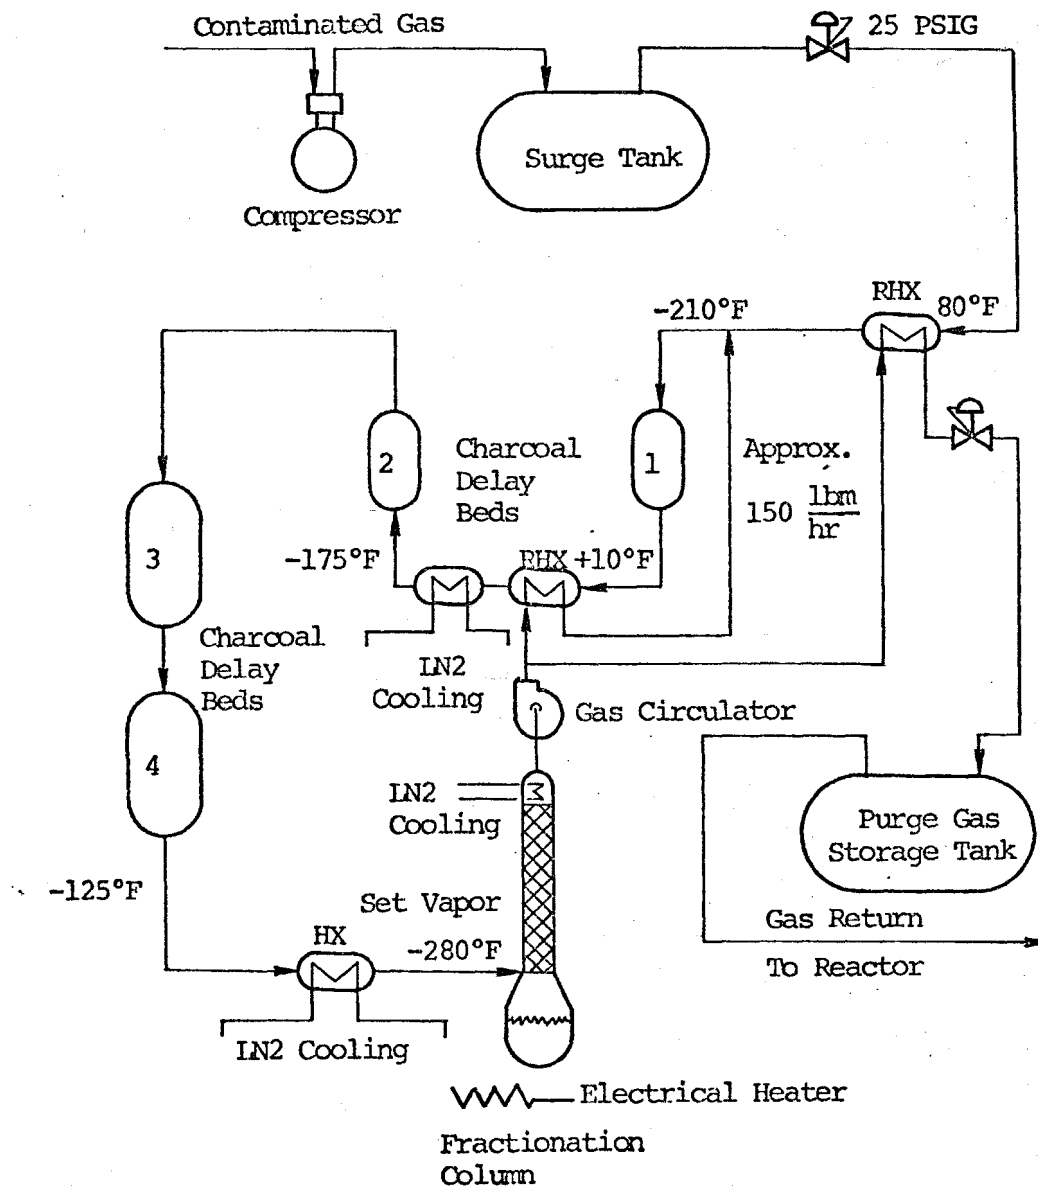 Contaminated Gas
25 PSIG
Surge Tank
Compressor
RHX
-210°F
80°F
2
Charcoal
Delay
Beds
1
Approx.
150 lbm
hr
3
-175°F
RHX +10°F
Charcoal
Delay
Beds
LN2
Cooling
Gas Circulator
4
LN2
Cooling
Purge Gas
Storage Tank
-125°F
Set Vapor
HX
-280°F
Gas Return
To Reactor
LN2 Cooling
Electrical Heater
Fractionation
Column